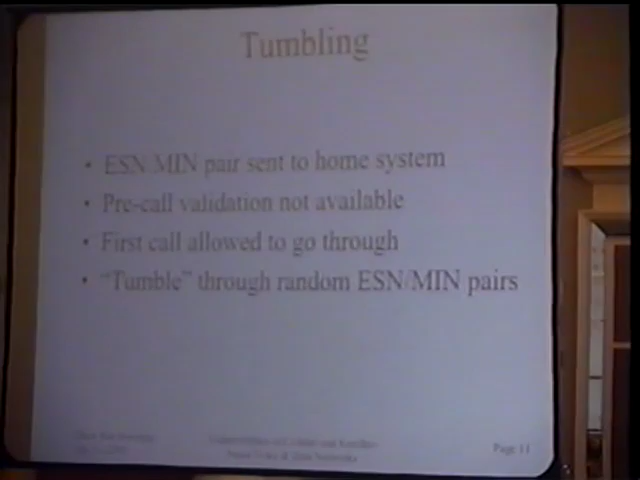 Tumbling
• ESN/MIN pair sent to home system
• Pre-call validation not available
• First call allowed to go through
• "Tumble" through random ESN/MIN pairs
Page 11